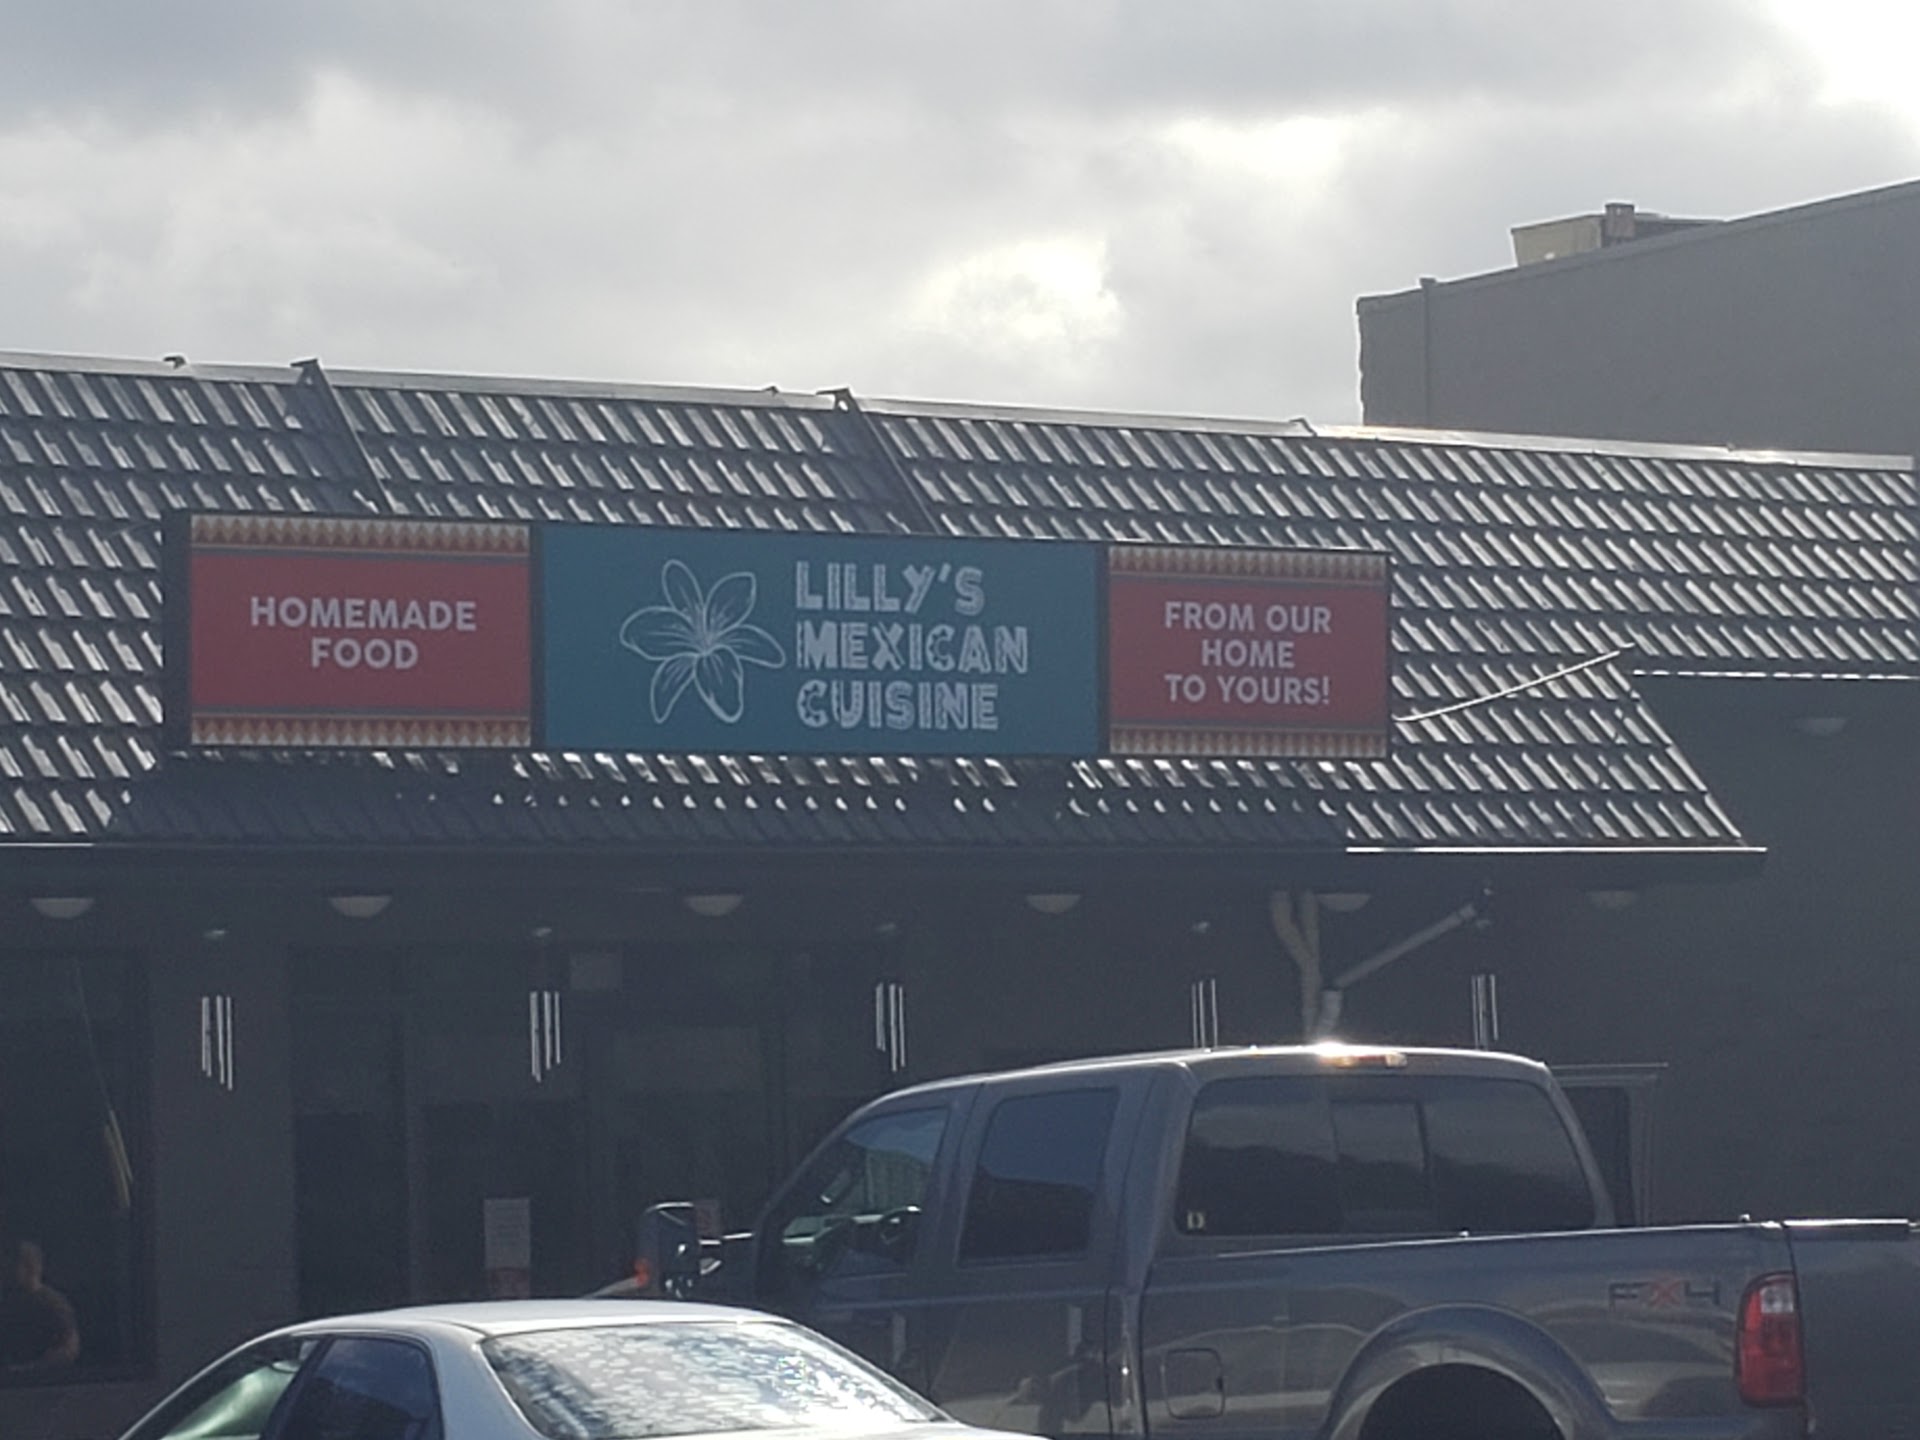 HOMEMADE
FOOD
LILLY'S
MEXICAN
CUISINE
FROM OUR
HOME
TO YOURS!
FX4